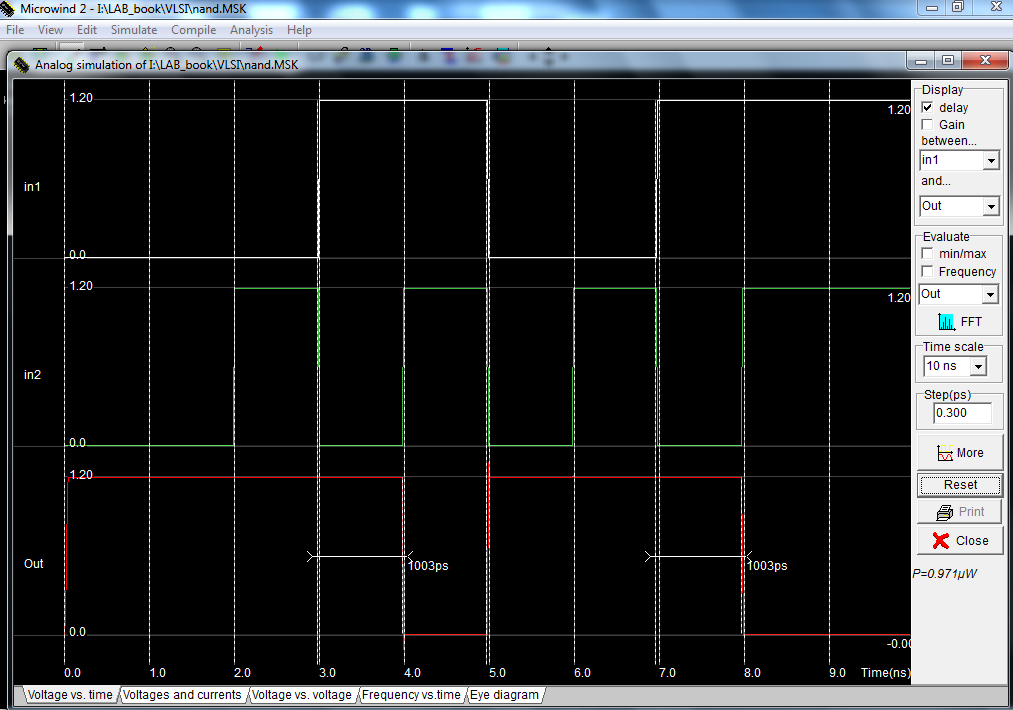 Microwind 2 - I:\LAB_book\VLSI\nand.MSK
File View Edit Simulate Compile Analysis Help
Analog simulation of I:\LAB_book\VLSI\nand.MSK
1.20
1.20
in1
0.0
1.20
1.20
in2
0.0
1.20
Out
1003ps
1003ps
0.0
-0.00
0.0 1.0 2.0 3.0 4.0 5.0 6.0 7.0 8.0 9.0 Time(ns)
Voltage vs. time Voltages and currents Voltage vs. voltage Frequency vs.time Eye diagram
Display
delay
Gain
between...
in1
and...
Out
Evaluate
min/max
Frequency
Out
FFT
Time scale
10 ns
Step(ps)
0.300
More
Reset
Print
Close
P=0.971µW